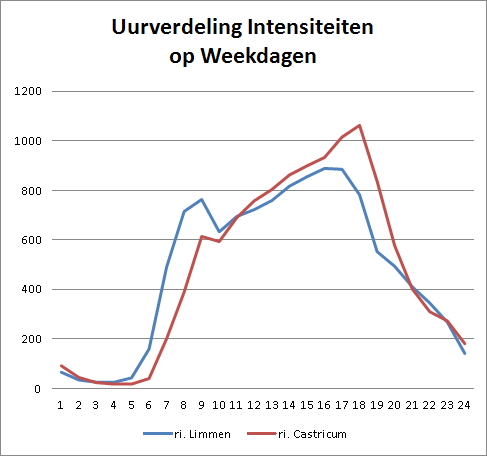 Uurverdeling Intensiteiten
op Weekdagen
1200
1000
800
600
400
200
0
1 2 3 4 5 6 7 8 9 10 11 12 13 14 15 16 17 18 19 20 21 22 23 24
ri. Limmen ri. Castricum